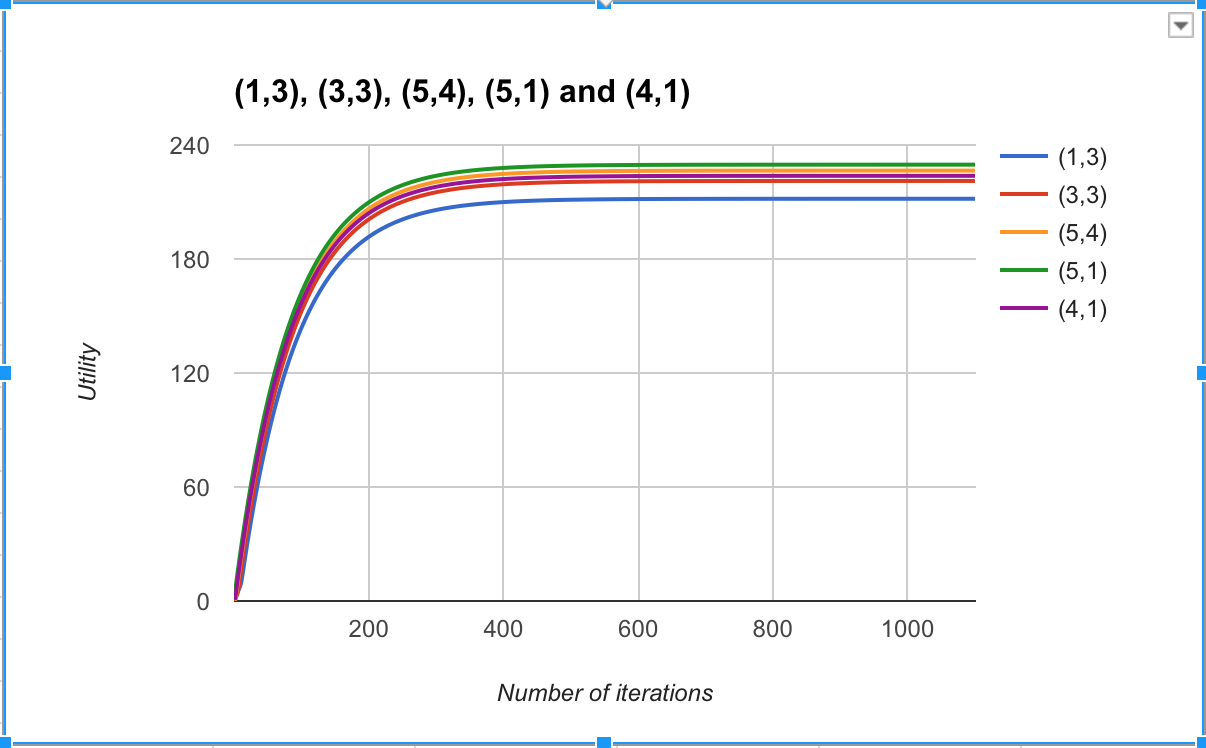 (1,3), (3,3), (5,4), (5,1) and (4,1)
240
180
120
60
0
Utility
200 400 600 800 1000
Number of iterations
(1,3)
(3,3)
(5,4)
(5,1)
(4,1)